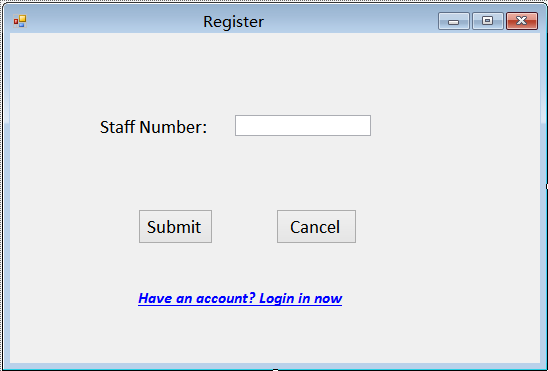 Register
Staff Number:
Submit
Cancel
Have an account? Login in now